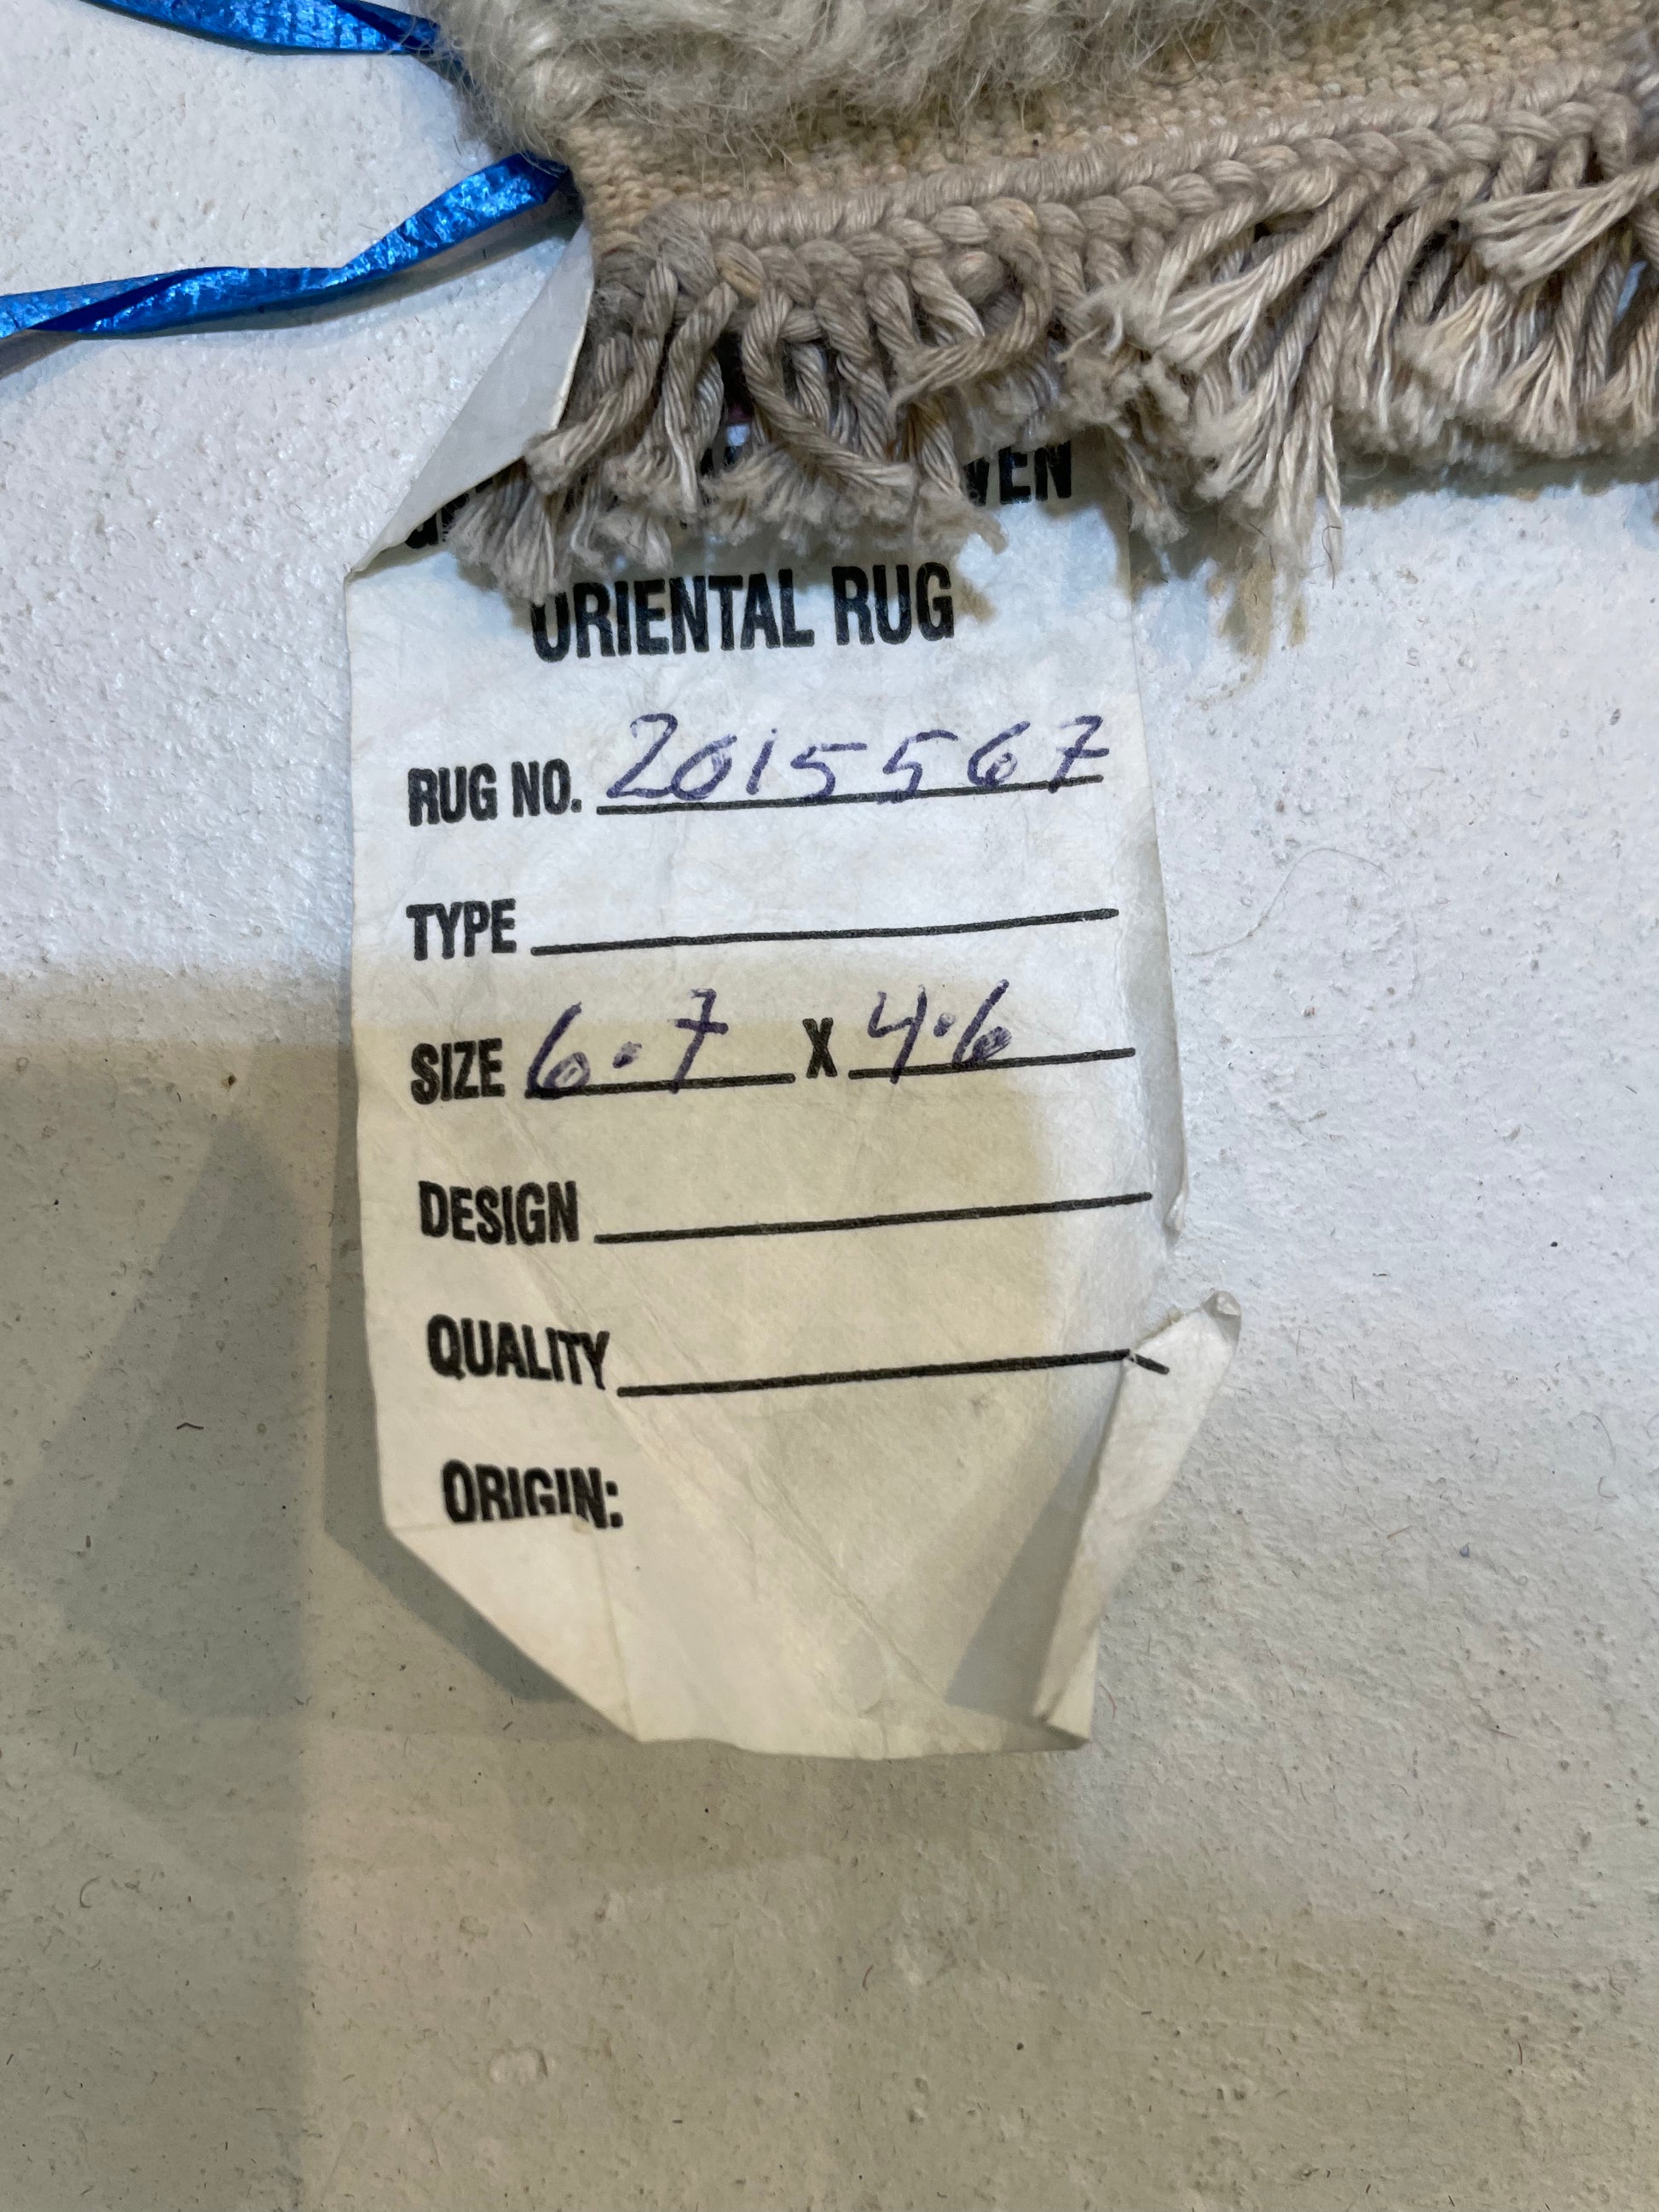 ORIENTAL RUG
RUG NO. 2015567
TYPE
SIZE 6.7 X 4.6
DESIGN
QUALITY
ORIGIN: